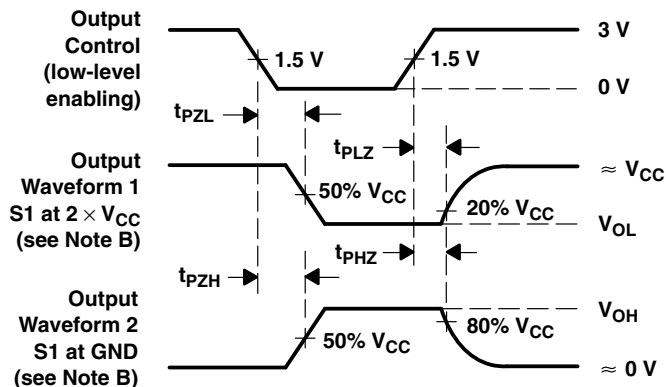 Output
Control
(low-level
enabling)
1.5 V
1.5 V
3 V
0 V
tPZL
tPLZ
Output
Waveform 1
S1 at 2 × VCC
(see Note B)
50% VCC
20% VCC
≈ VCC
VOL
tPZH
tPHZ
Output
Waveform 2
S1 at GND
(see Note B)
50% VCC
80% VCC
VOH
≈ 0 V